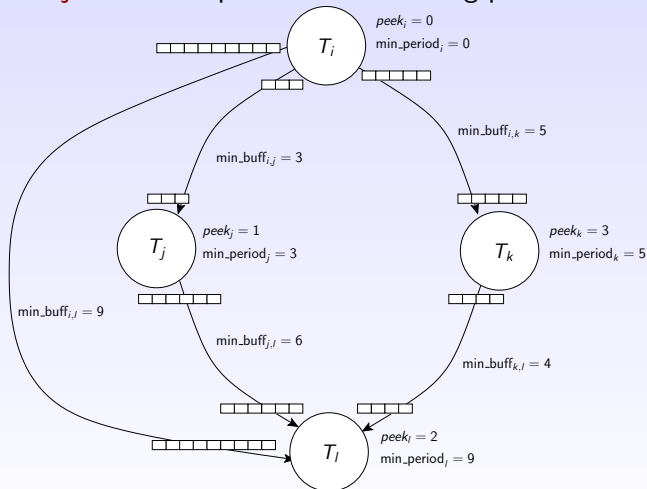 peek_i = 0
T_i
min_period_i = 0
min_buff_{i,k} = 5
min_buff_{i,j} = 3
peek_j = 1
T_j
min_period_j = 3
peek_k = 3
T_k
min_period_k = 5
min_buff_{i,l} = 9
min_buff_{j,l} = 6
min_buff_{k,l} = 4
peek_l = 2
T_l
min_period_l = 9